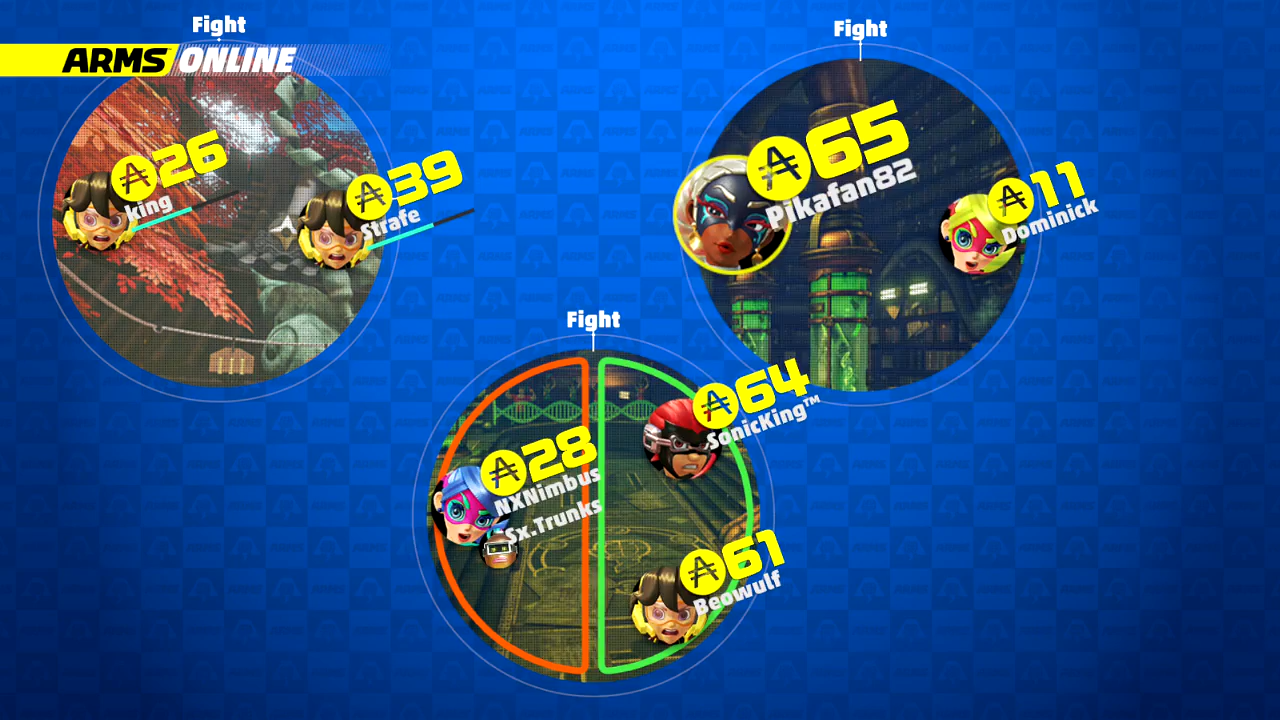 Fight
ARMS ONLINE
26
king
39
Strafe
Fight
65
Pikafan82
11
Dominick
Fight
28
NXNimbus
Sx.Trunks
64
SonicKing™
61
Beowulf